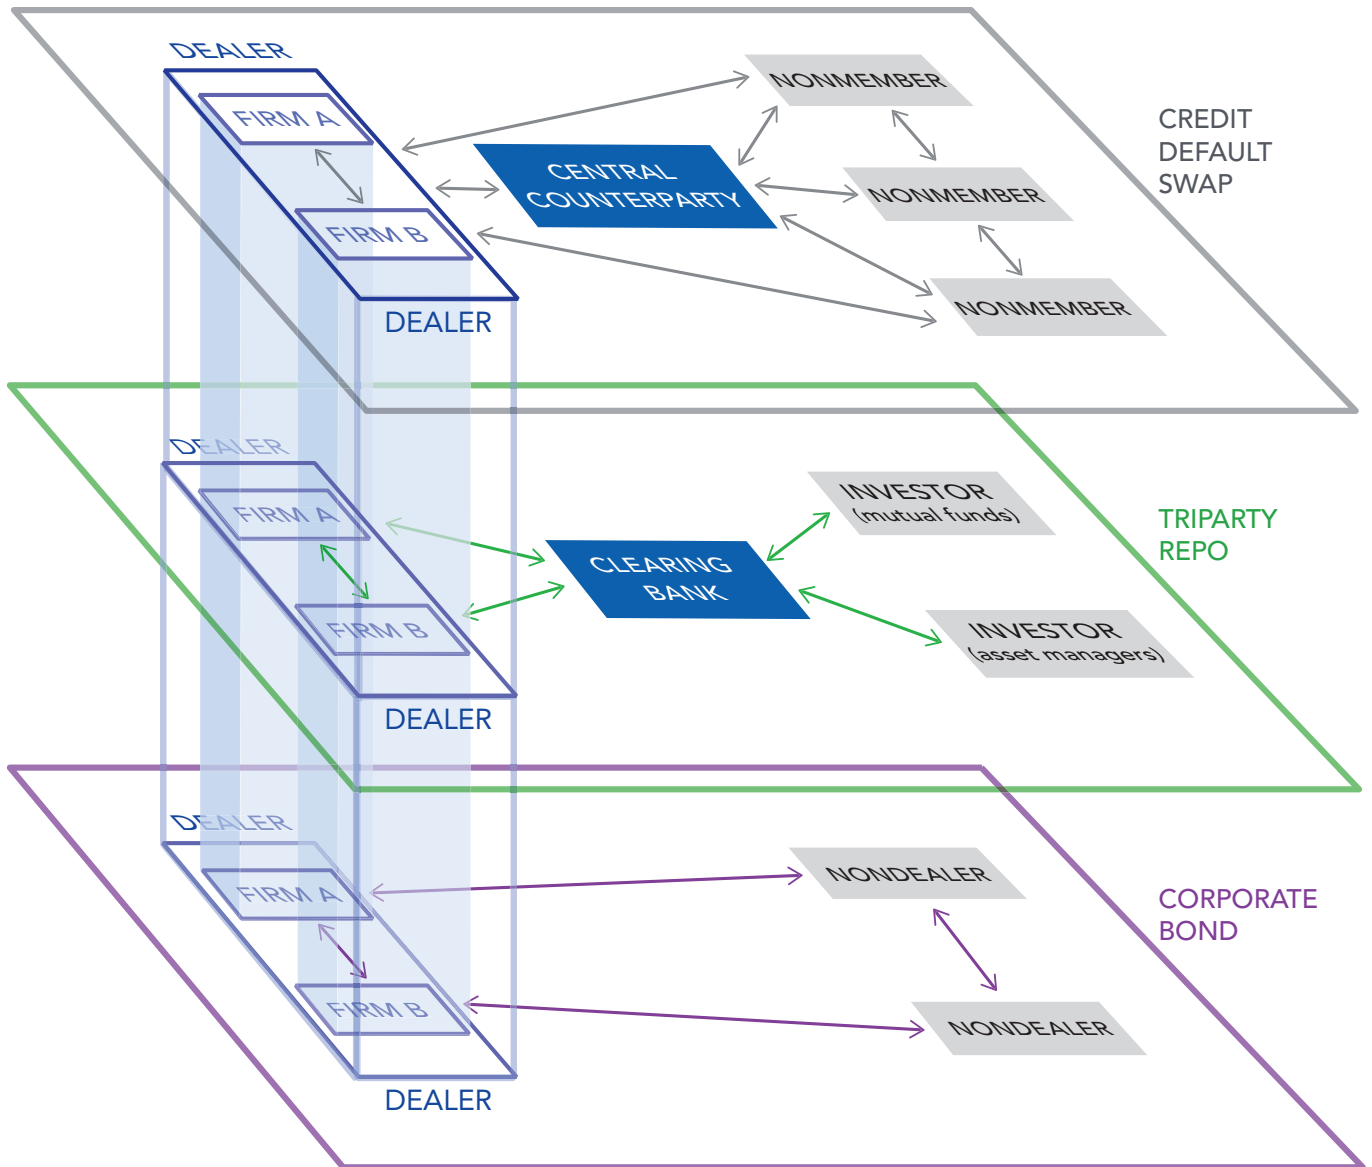 DEALER
FIRM A
NONMEMBER
CREDIT
DEFAULT
SWAP
CENTRAL
COUNTERPARTY
NONMEMBER
FIRM B
NONMEMBER
DEALER
DEALER
FIRM A
INVESTOR
(mutual funds)
TRIPARTY
REPO
CLEARING
BANK
FIRM B
INVESTOR
(asset managers)
DEALER
DEALER
FIRM A
NONDEALER
CORPORATE
BOND
FIRM B
NONDEALER
DEALER